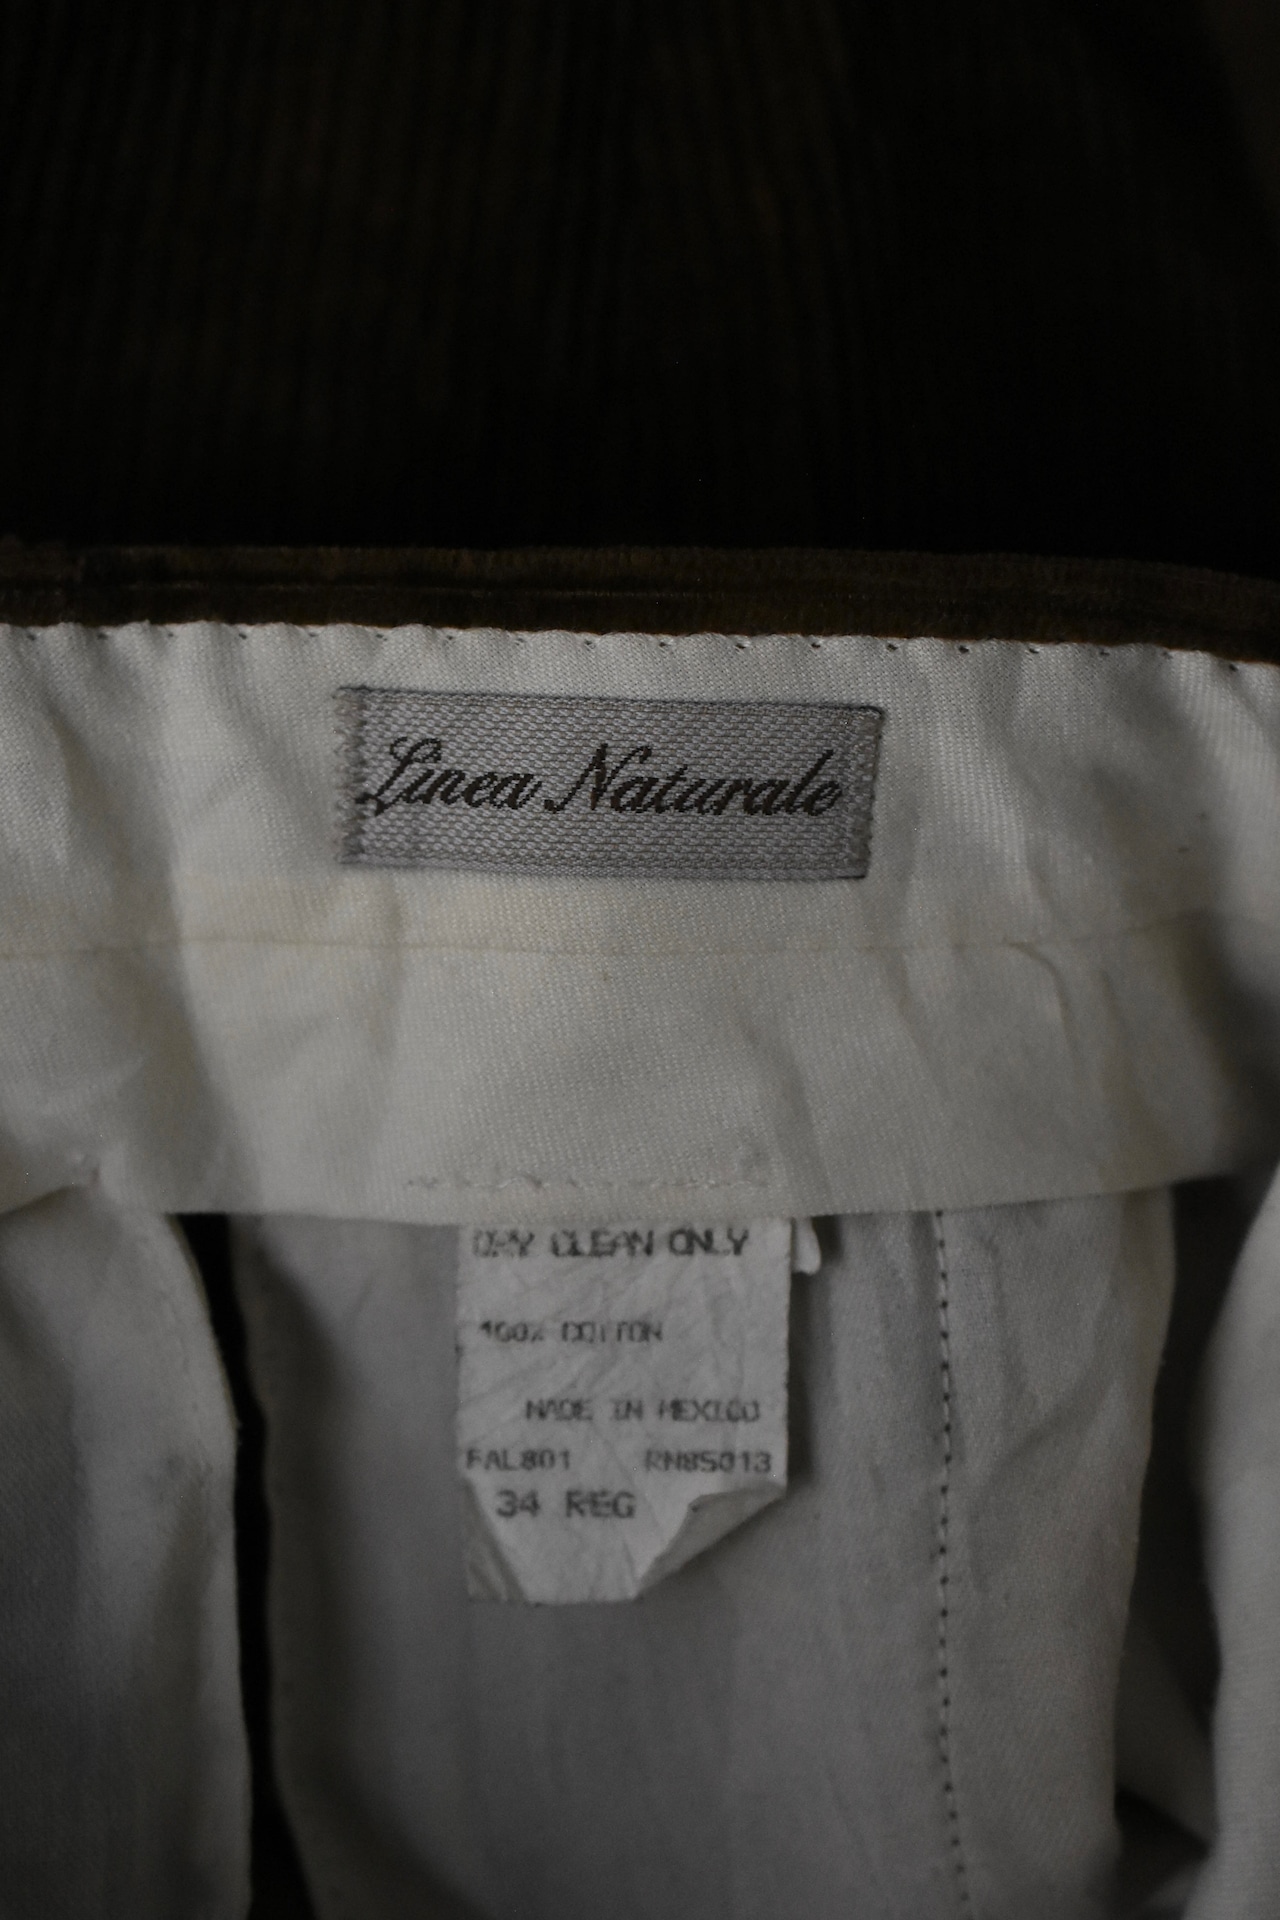 Linea Naturale
DRY CLEAN ONLY
100% COTTON
MADE IN MEXICO
FAL801 RN85013
34 REG